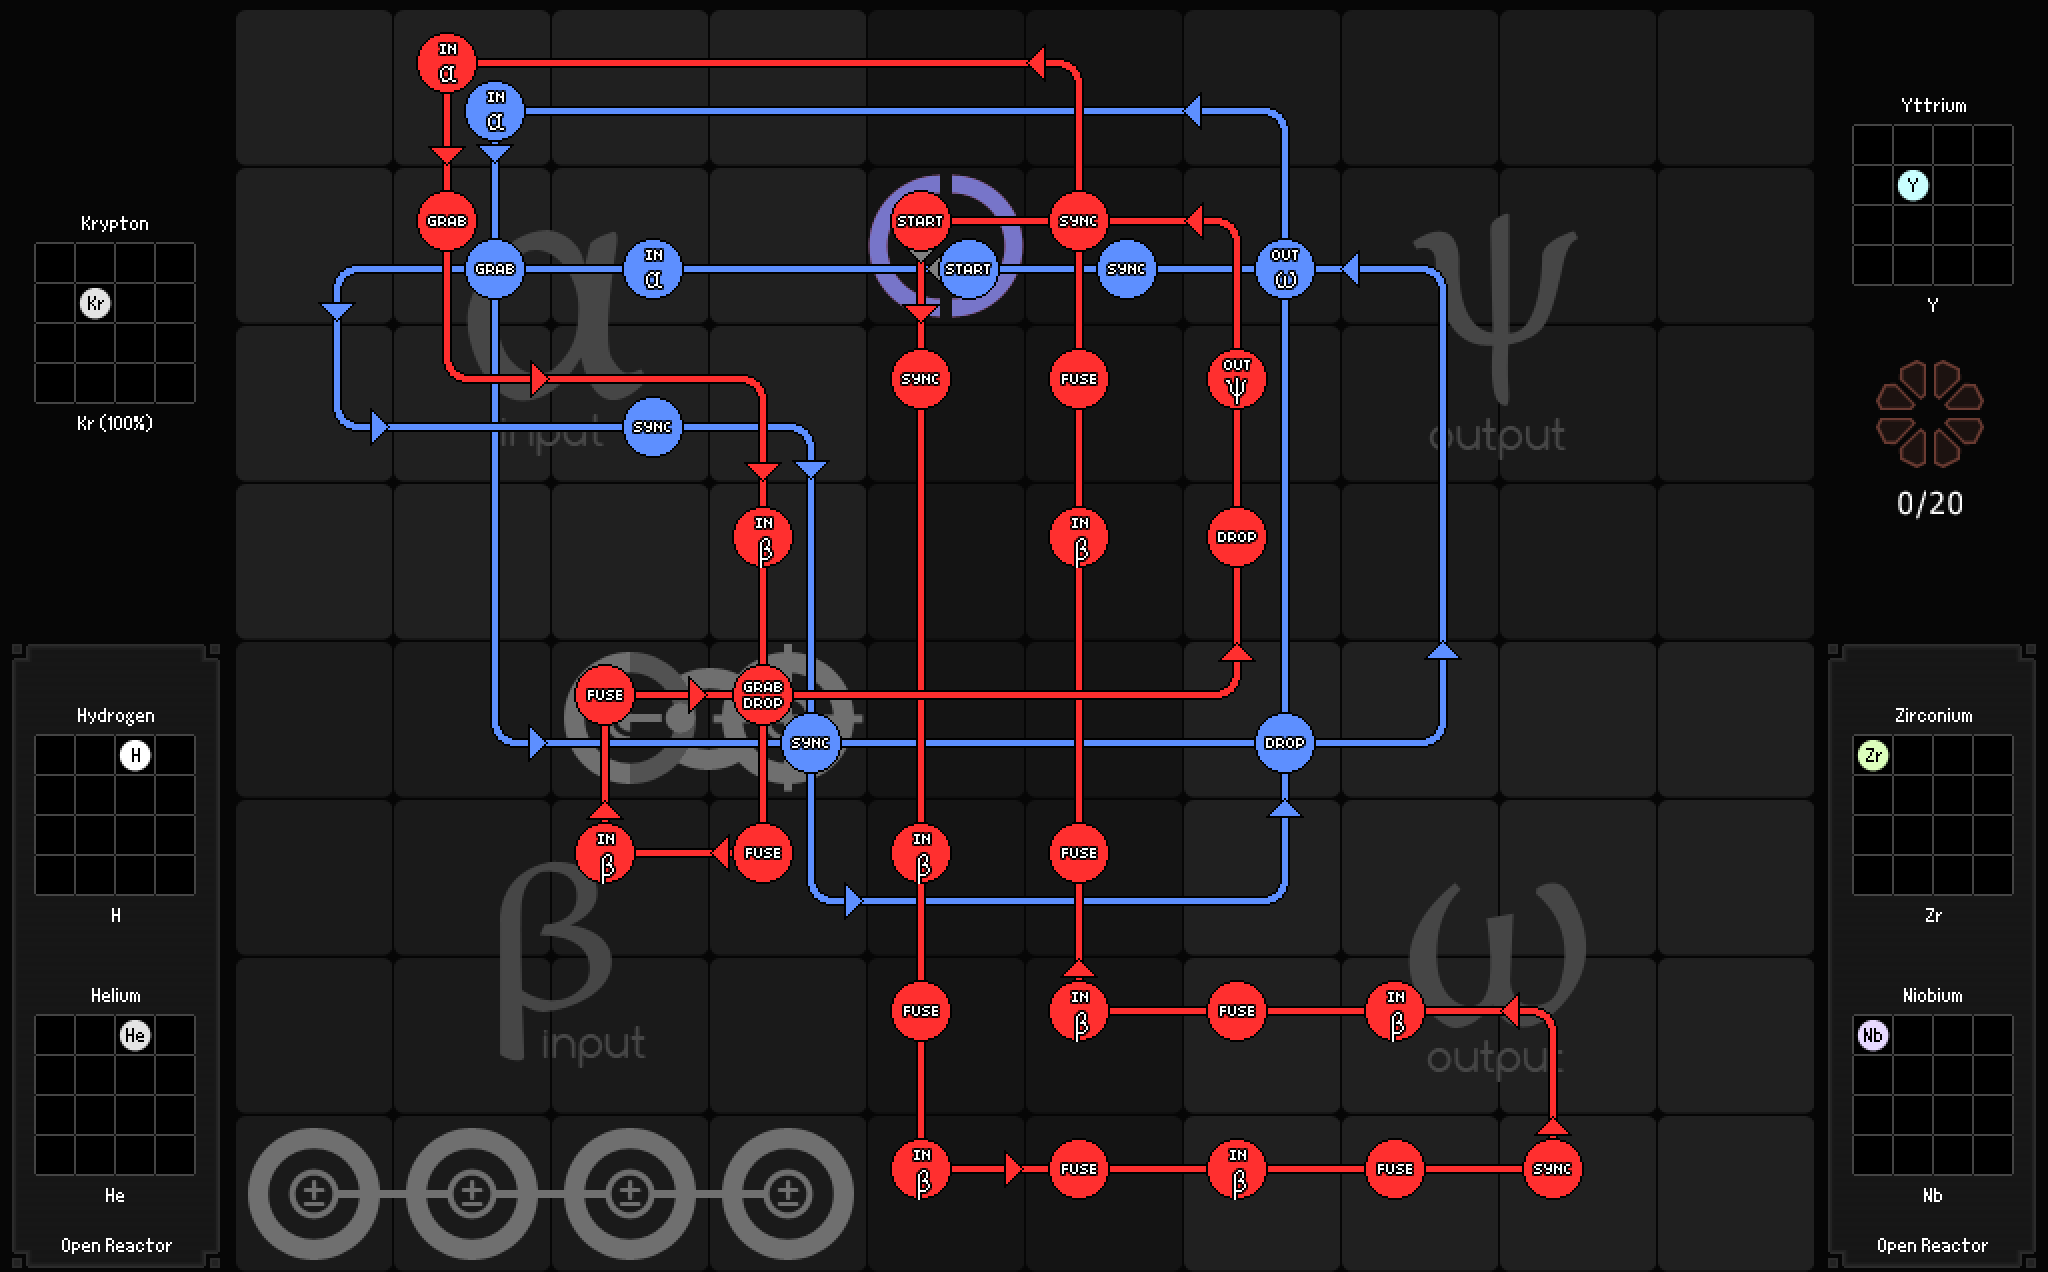 IN
α
IN
α
Yttrium
Y
Y
Krypton
Kr
Kr (100%)
START
SYNC
GRAB
GRAB
IN
α
START
SYNC
OUT
ω
α
input
ψ
output
SYNC
FUSE
OUT
ψ
SYNC
0/20
IN
β
IN
β
DROP
FUSE
GRAB
DROP
SYNC
DROP
Hydrogen
H
H
Helium
He
He
Open Reactor
Zirconium
Zr
Zr
Niobium
Nb
Nb
Open Reactor
IN
β
FUSE
IN
β
FUSE
β
input
ω
output
FUSE
IN
β
FUSE
IN
β
±
±
±
±
IN
β
FUSE
IN
β
FUSE
SYNC